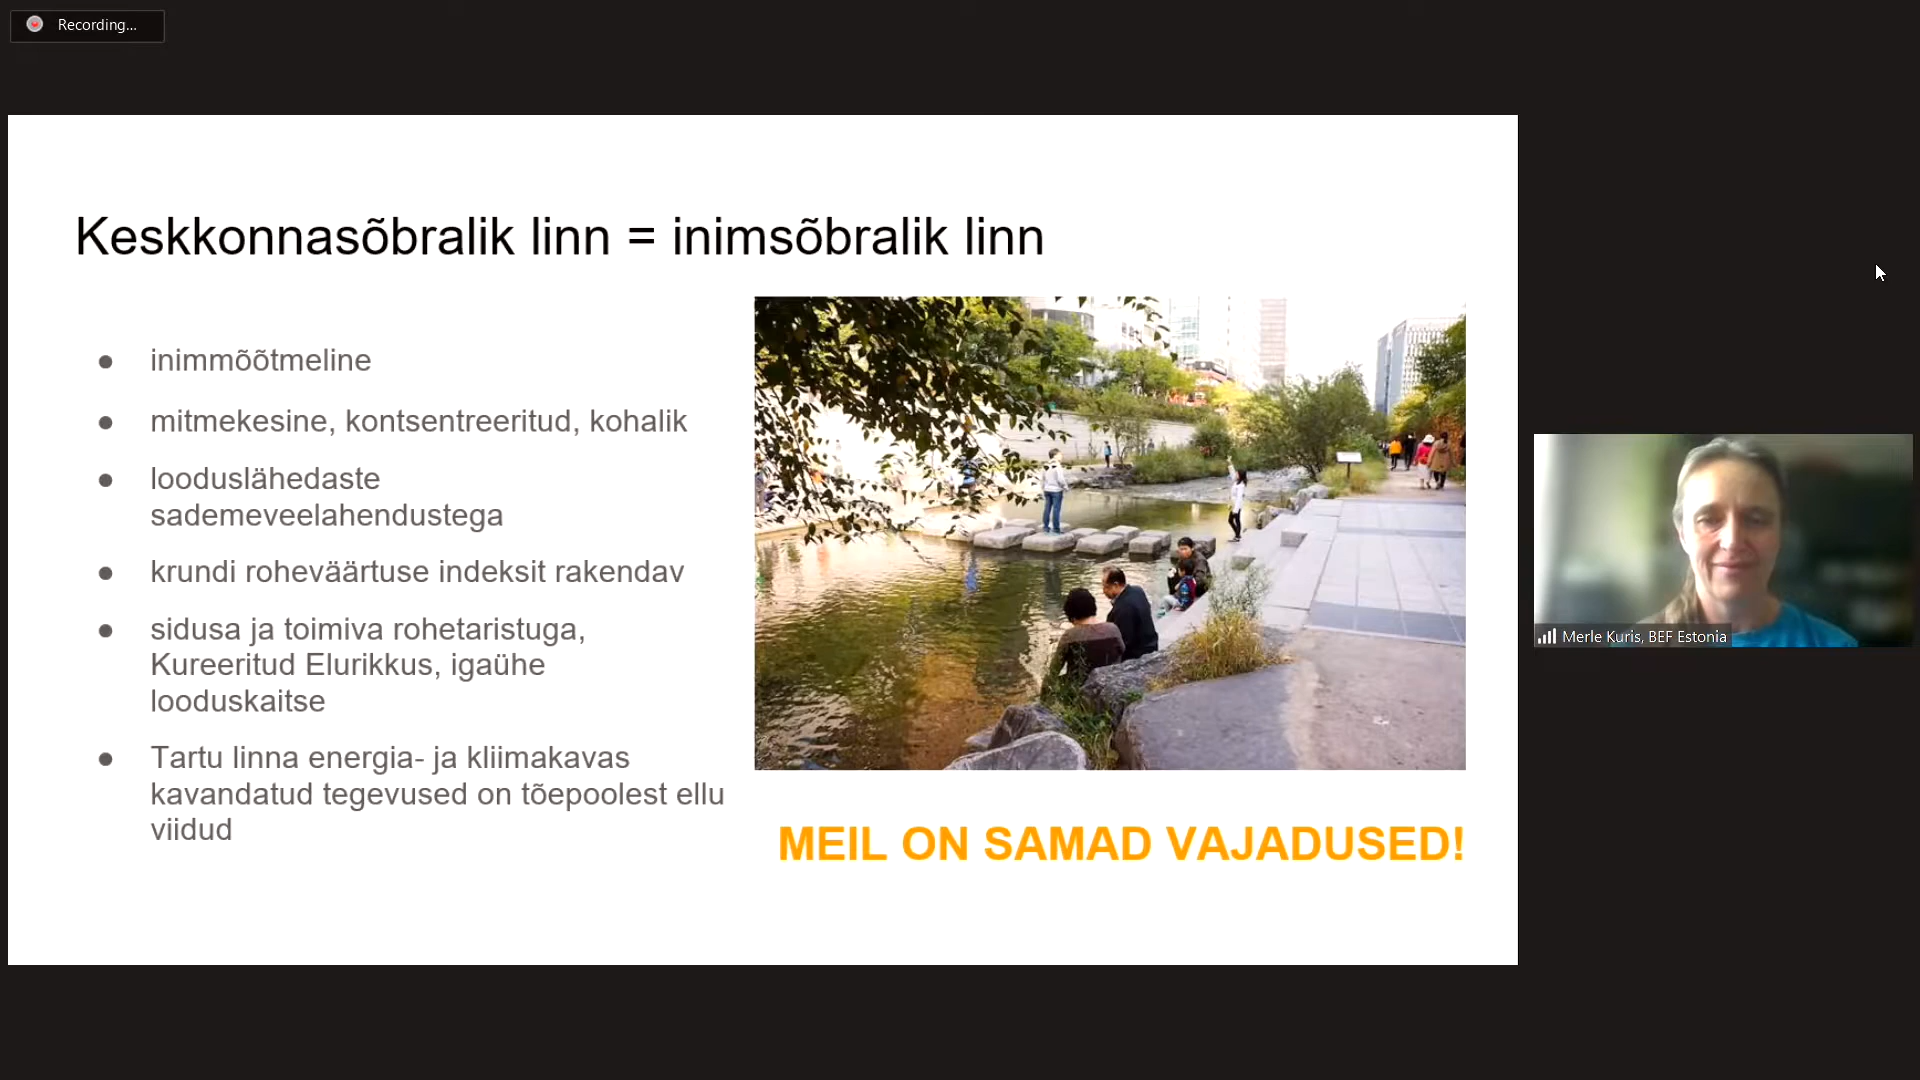 Recording...
Keskkonnasõbralik linn = inimsõbralik linn
● inimmõõtmeline
● mitmekesine, kontsentreeritud, kohalik
● looduslähedaste
sademeveelahendustega
● krundi roheväärtuse indeksit rakendav
● sidusa ja toimiva rohetaristuga,
Kureeritud Elurikkus, igaühe
looduskaitse
● Tartu linna energia- ja kliimakavas
kavandatud tegevused on tõepoolest ellu
viidud
MEIL ON SAMAD VAJADUSED!
Merle Kuris, BEF Estonia